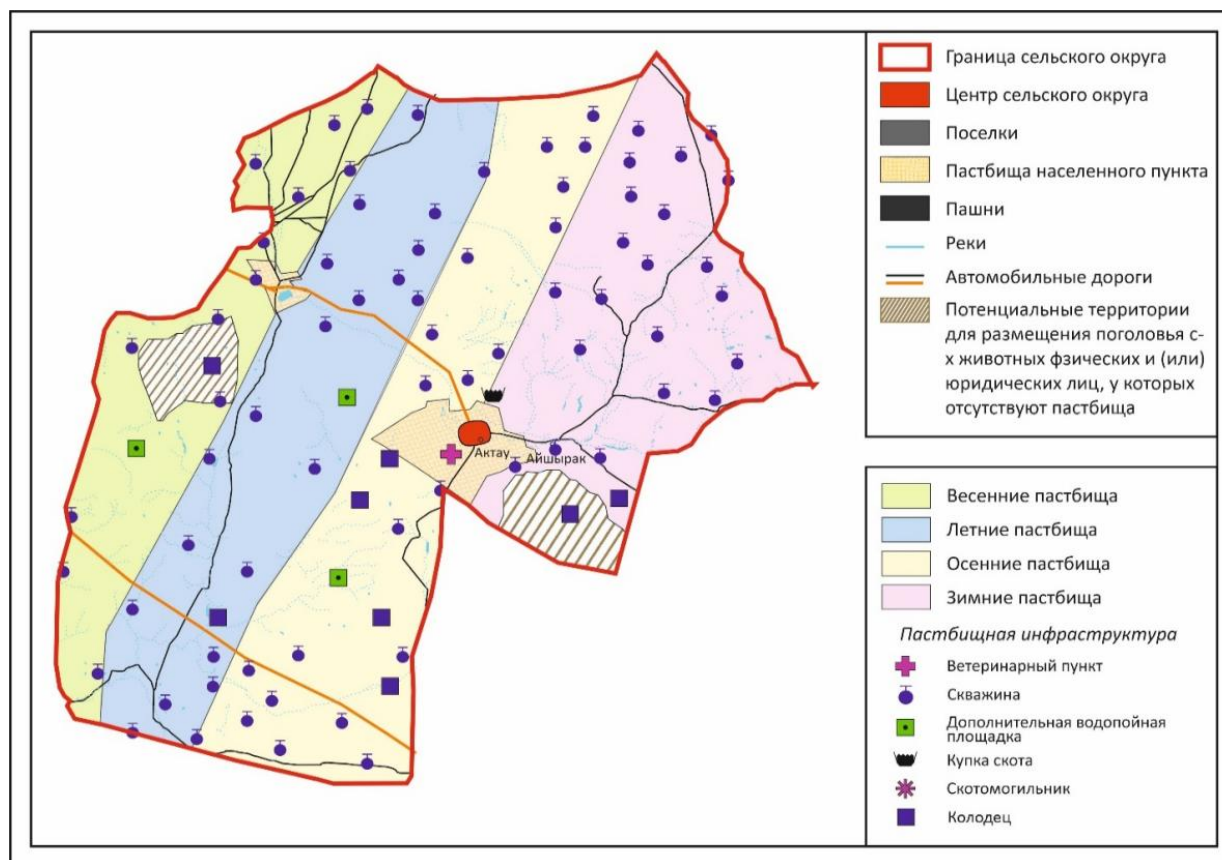 Граница сельского округа
Центр сельского округа
Поселки
Пастбища населенного пункта
Пашни
Реки
Автомобильные дороги
Потенциальные территории
для размещения поголовья с-
х животных фзических и (или)
юридических лиц, у которых
отсутствуют пастбища
Актау
Айшырак
Весенние пастбища
Летние пастбища
Осенние пастбища
Зимние пастбища
Пастбищная инфраструктура
Ветеринарный пункт
Скважина
Дополнительная водопойная
площадка
Купка скота
Скотомогильник
Колодец